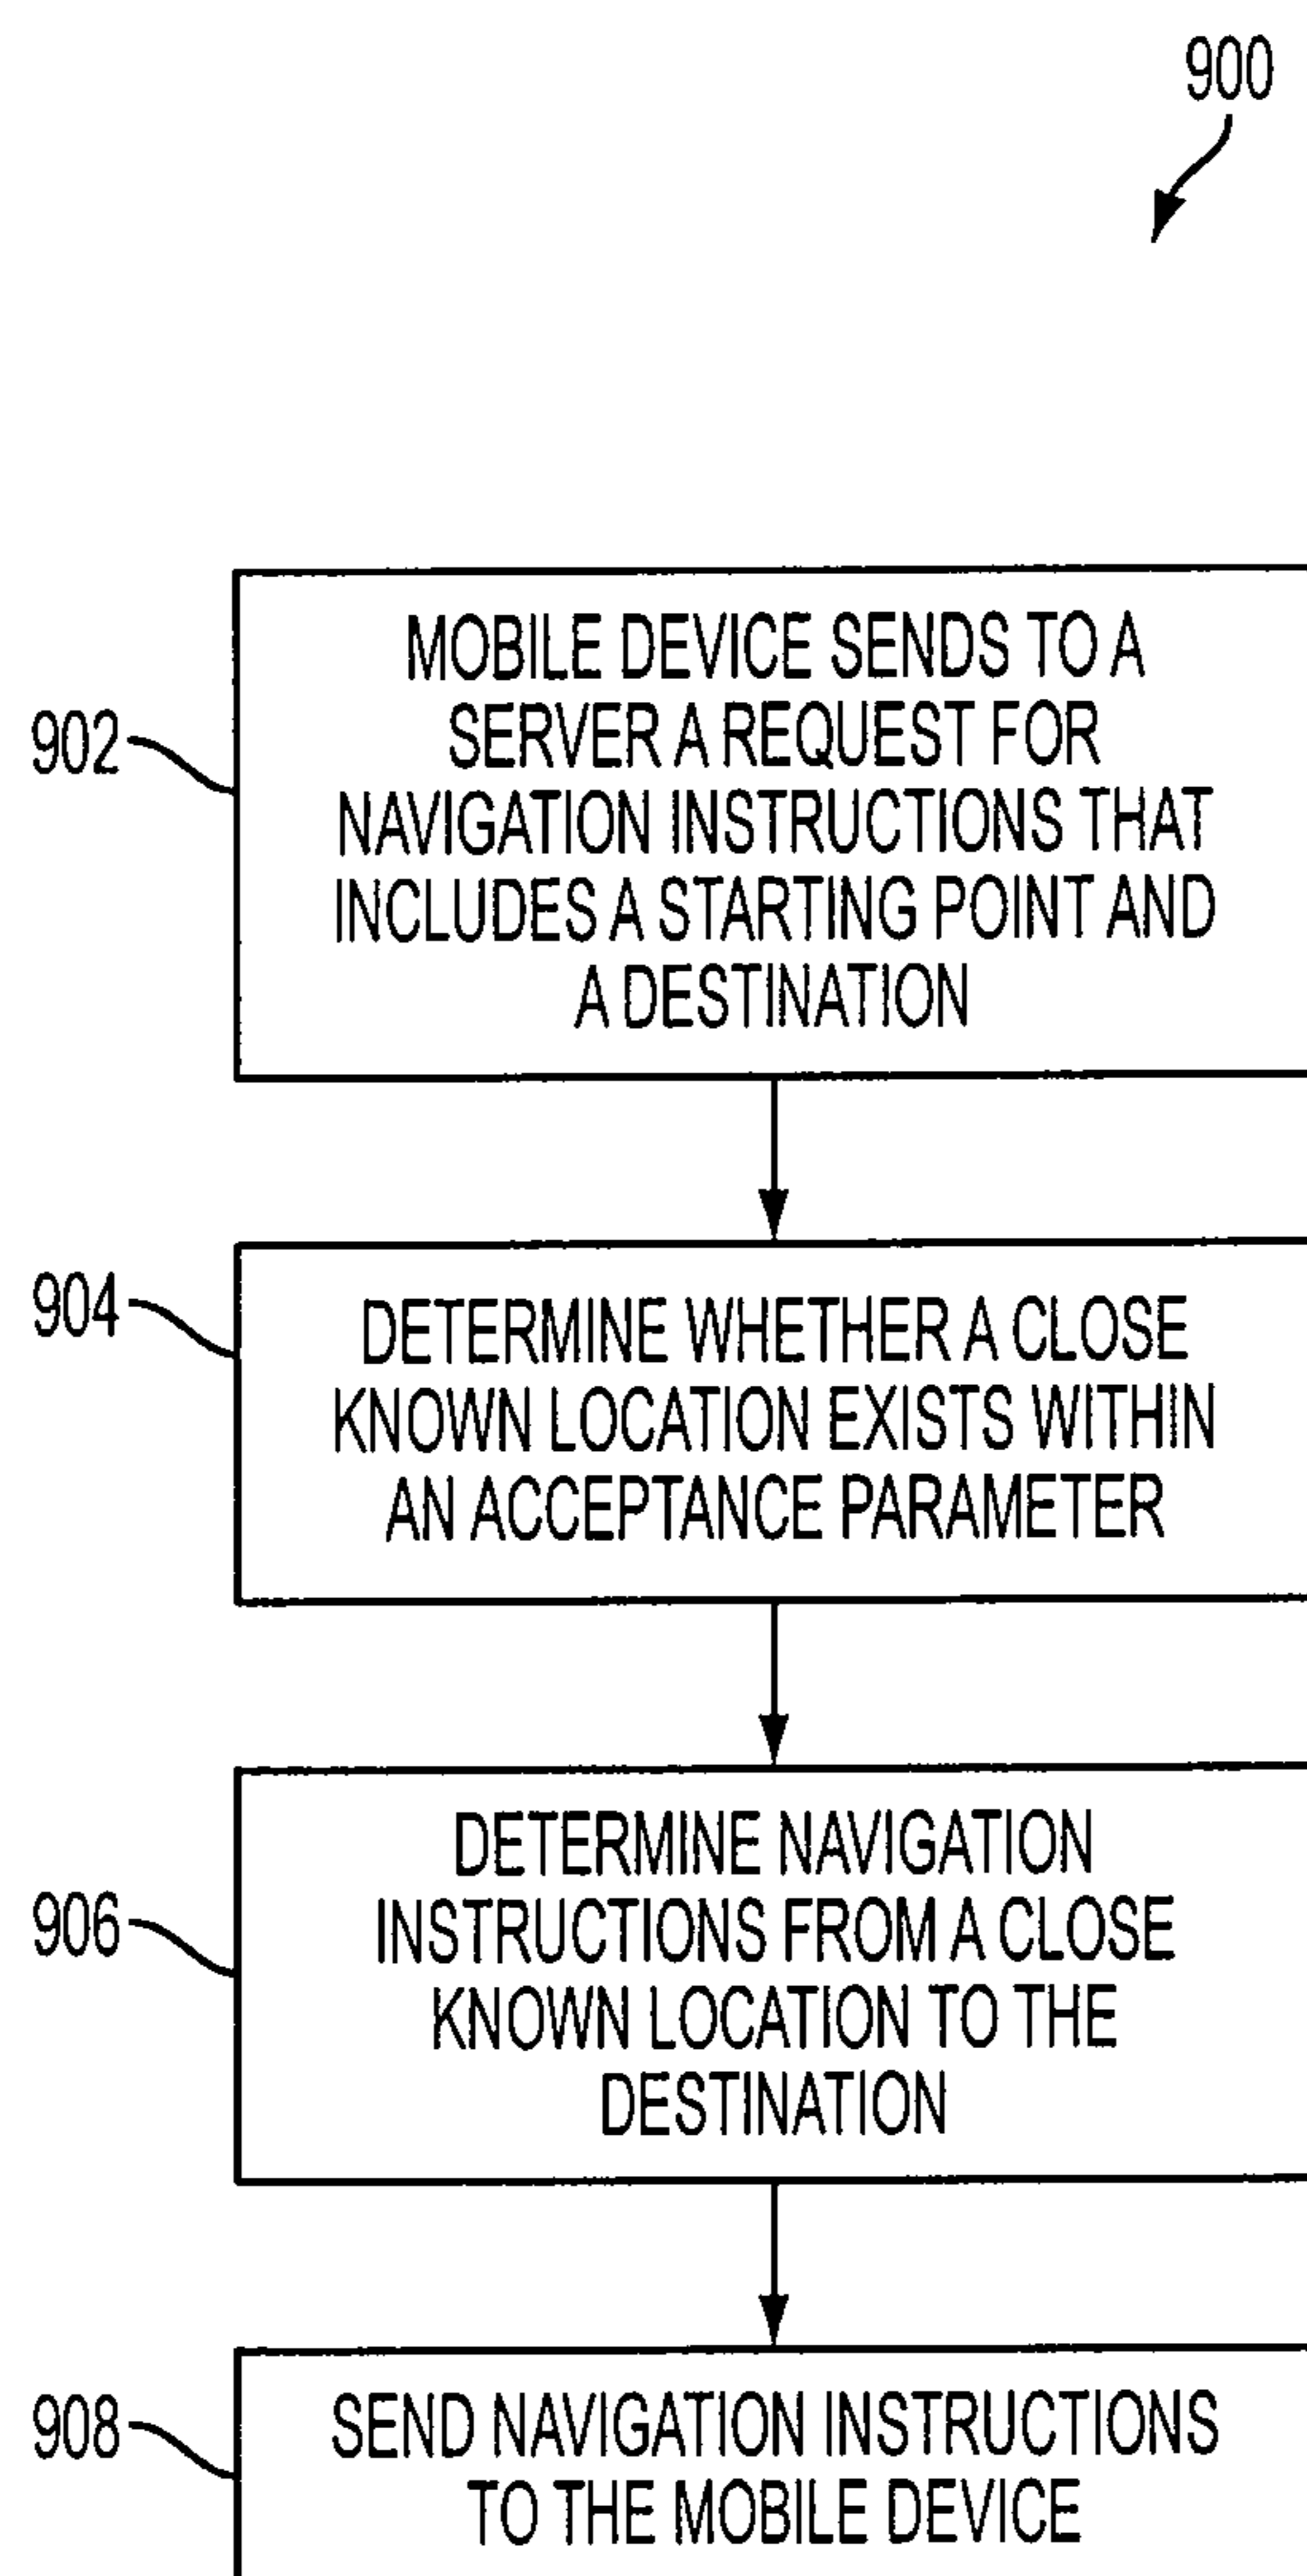 900
902
MOBILE DEVICE SENDS TO A
SERVER A REQUEST FOR
NAVIGATION INSTRUCTIONS THAT
INCLUDES A STARTING POINT AND
A DESTINATION
904
DETERMINE WHETHER A CLOSE
KNOWN LOCATION EXISTS WITHIN
AN ACCEPTANCE PARAMETER
906
DETERMINE NAVIGATION
INSTRUCTIONS FROM A CLOSE
KNOWN LOCATION TO THE
DESTINATION
908
SEND NAVIGATION INSTRUCTIONS
TO THE MOBILE DEVICE